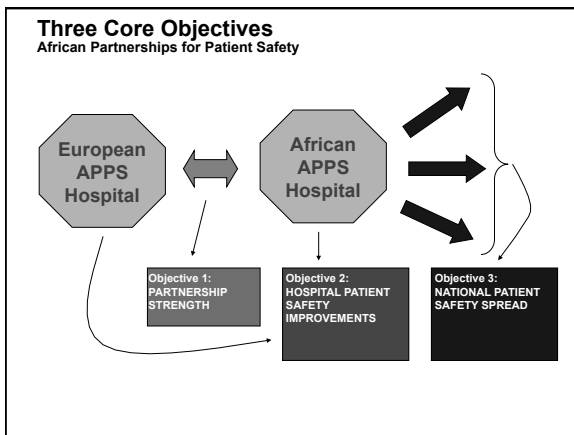 Three Core Objectives
African Partnerships for Patient Safety
European
APPS
Hospital
African
APPS
Hospital
Objective 1:
PARTNERSHIP
STRENGTH
Objective 2:
HOSPITAL PATIENT
SAFETY
IMPROVEMENTS
Objective 3:
NATIONAL PATIENT
SAFETY SPREAD